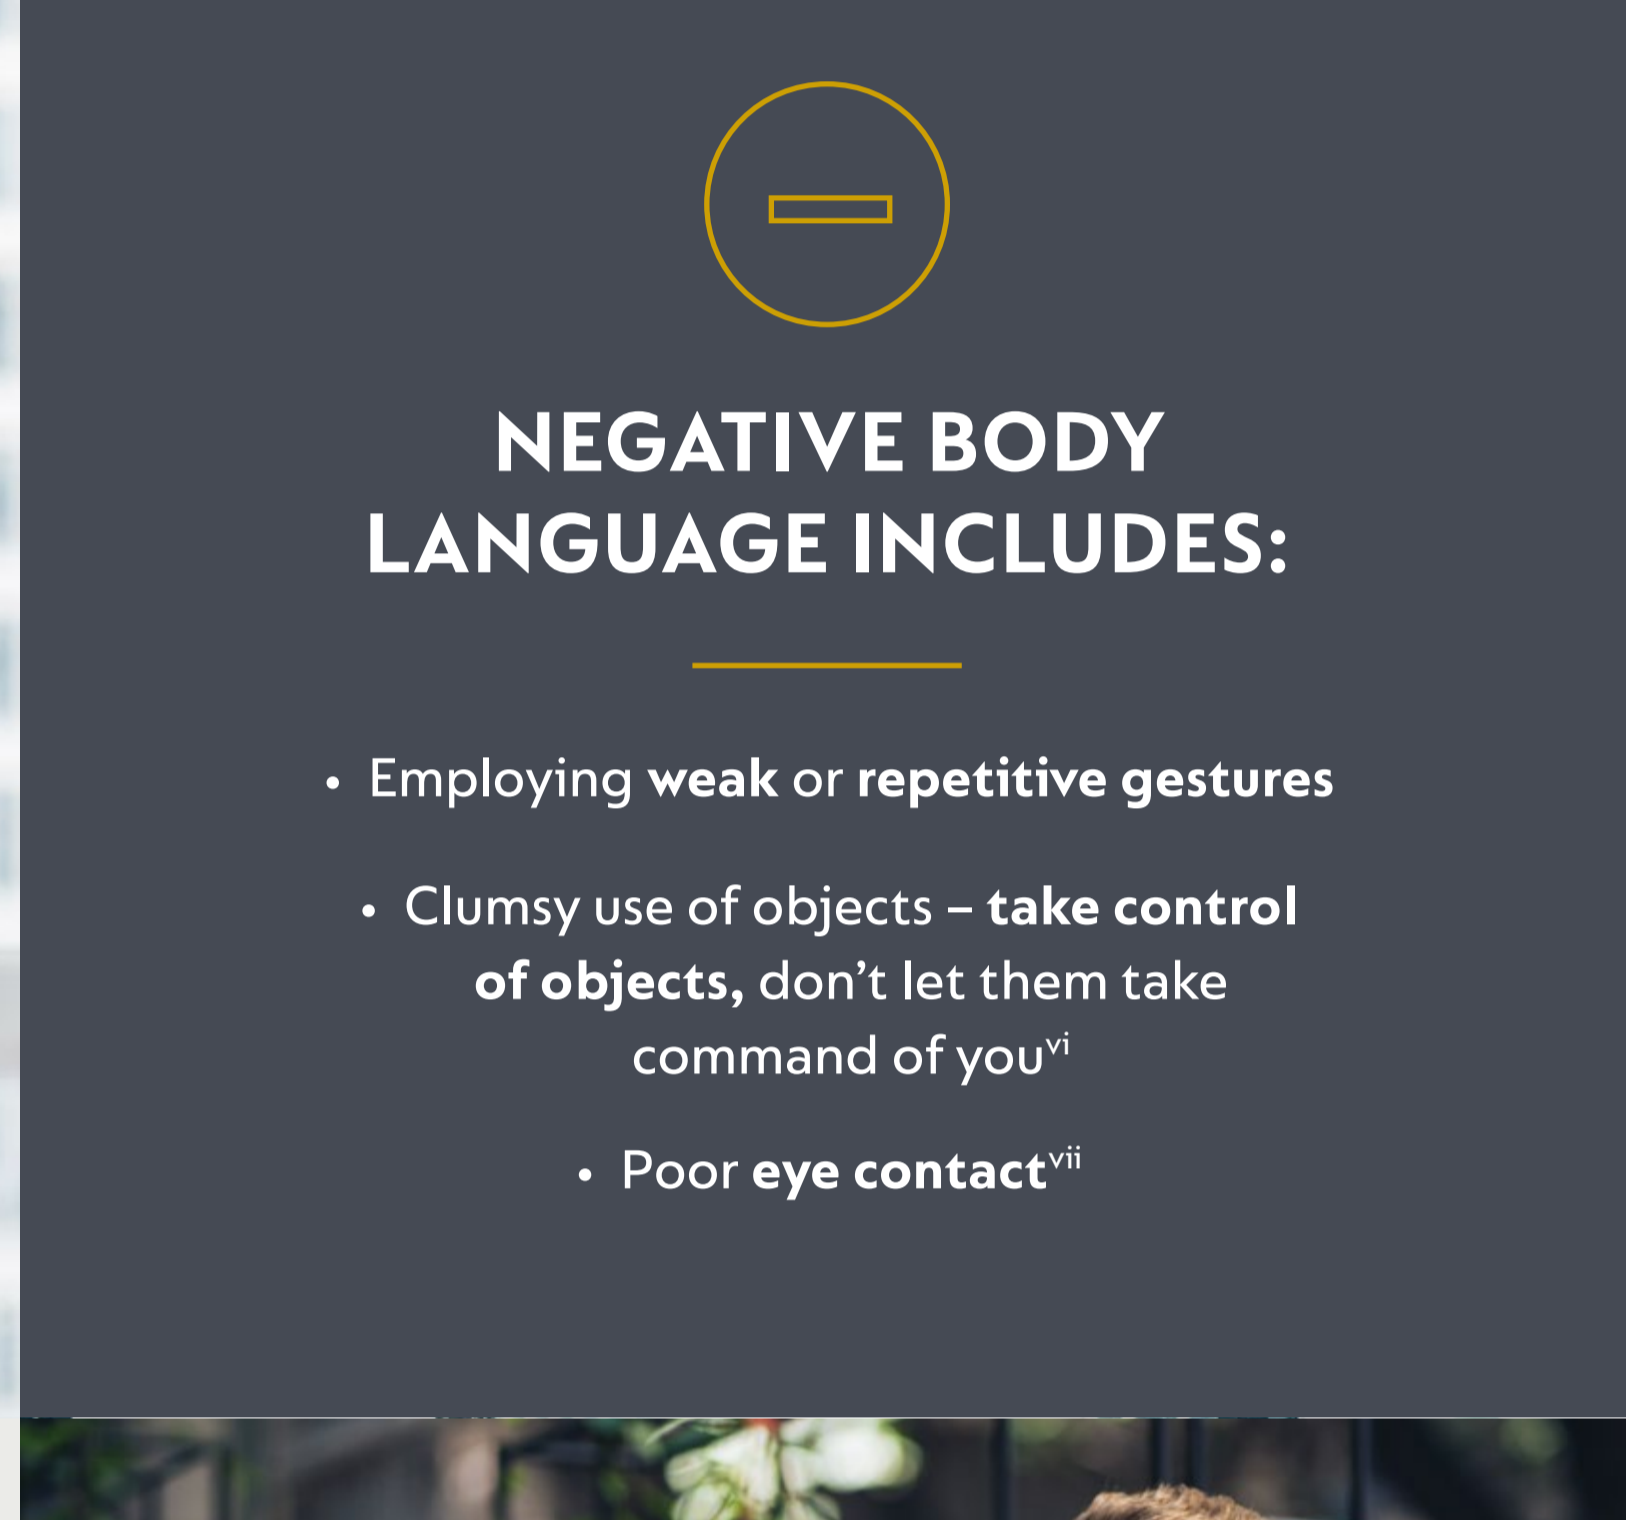 NEGATIVE BODY
LANGUAGE INCLUDES:
• Employing weak or repetitive gestures
• Clumsy use of objects – take control
of objects, don’t let them take
command of youvi
• Poor eye contactvii